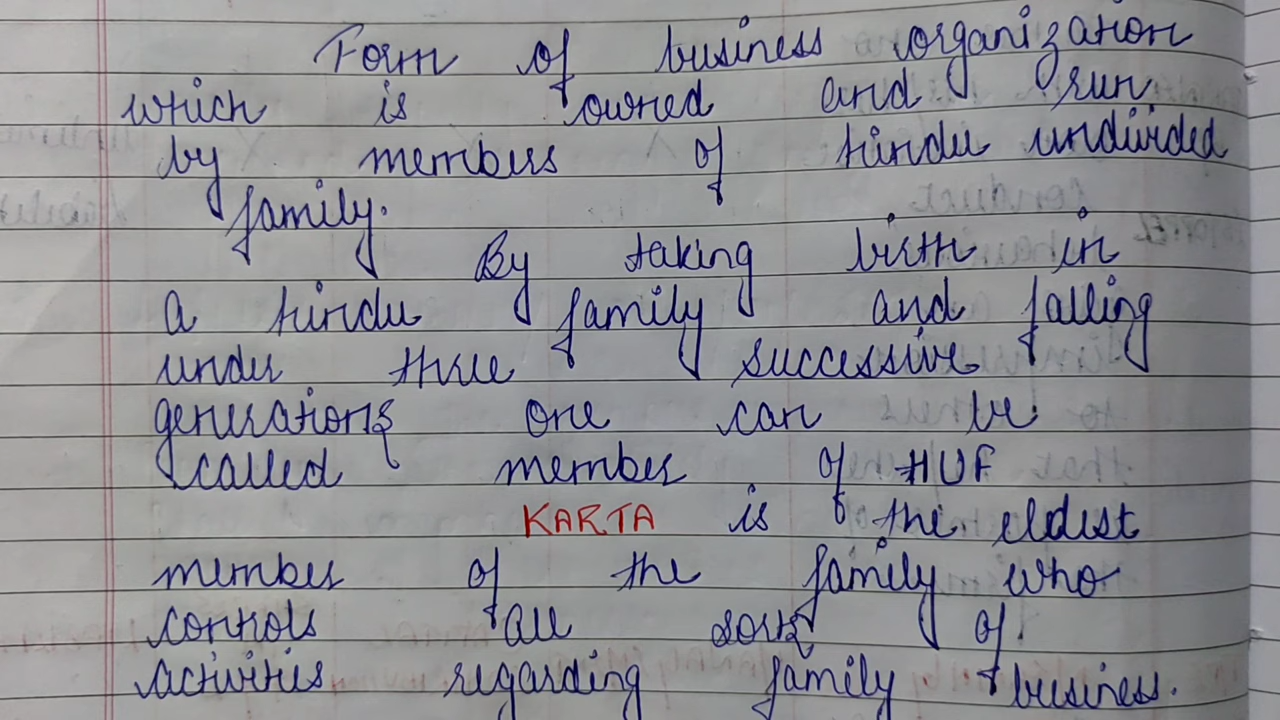 Form of business organization
which is owned and run
by members of hindu undivided
family.
By taking birth in
a hindu family and falling
under three successive
generations one can be
called member of HUF
KARTA is the eldest
member of the family who
controls all sorts of
activities regarding family business.